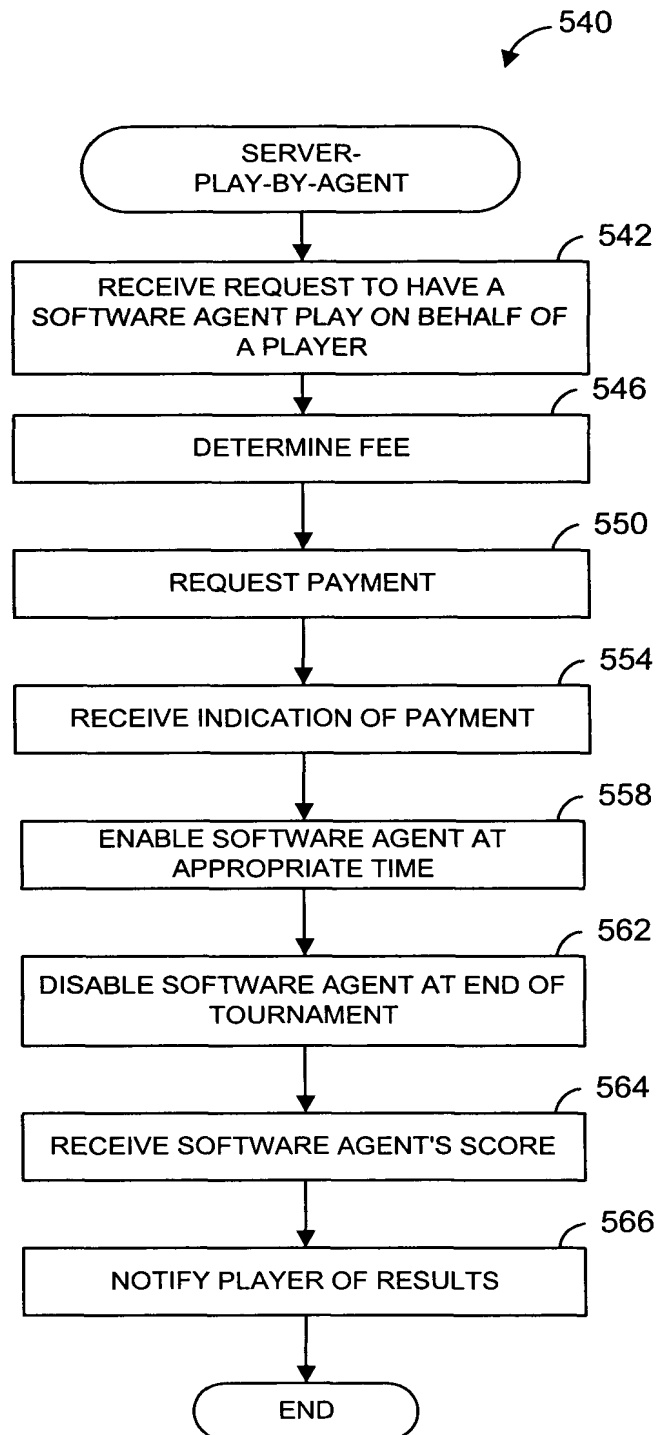 540
SERVER-
PLAY-BY-AGENT
542
RECEIVE REQUEST TO HAVE A
SOFTWARE AGENT PLAY ON BEHALF OF
A PLAYER
546
DETERMINE FEE
550
REQUEST PAYMENT
554
RECEIVE INDICATION OF PAYMENT
558
ENABLE SOFTWARE AGENT AT
APPROPRIATE TIME
562
DISABLE SOFTWARE AGENT AT END OF
TOURNAMENT
564
RECEIVE SOFTWARE AGENT'S SCORE
566
NOTIFY PLAYER OF RESULTS
END